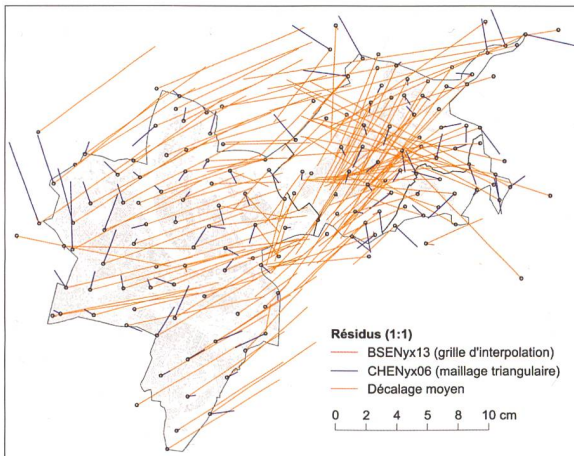 Résidus (1:1)
BSENyx13 (grille d'interpolation)
CHENyx06 (maillage triangulaire)
Décalage moyen
0 2 4 6 8 10 cm